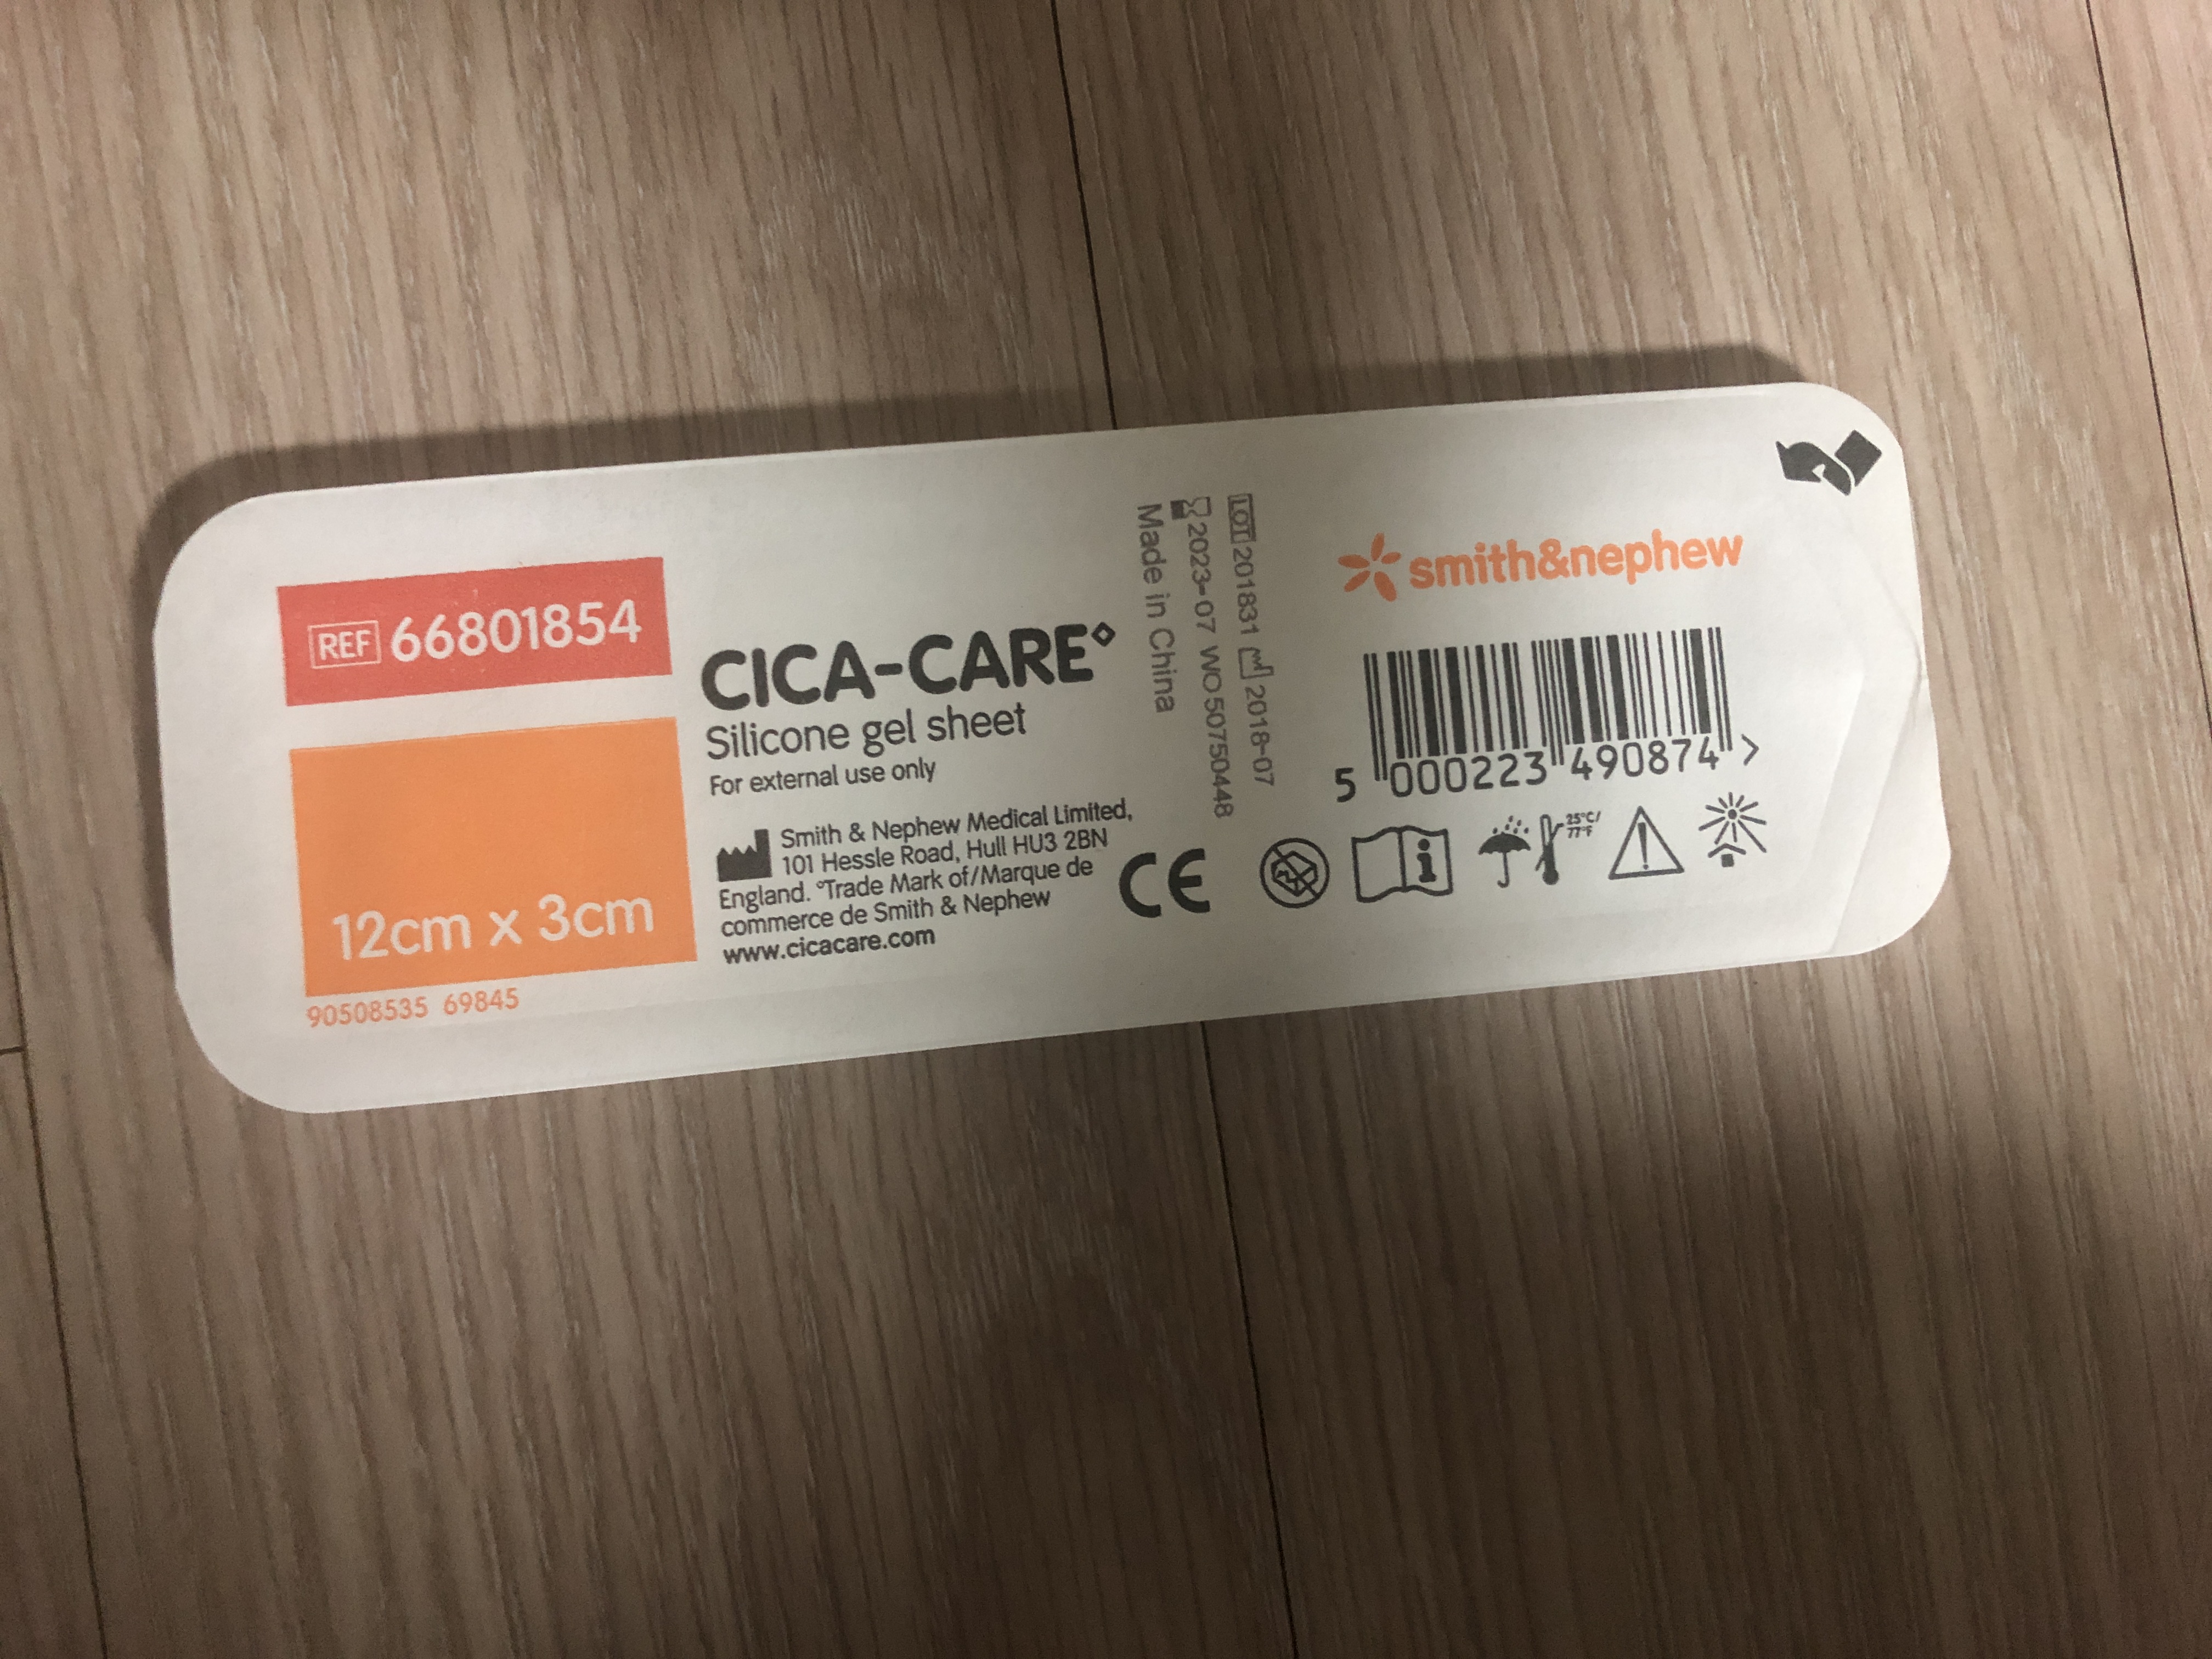 REF 66801854
12cm x 3cm
90508535 69845
CICA-CARE◊
Silicone gel sheet
For external use only
Smith & Nephew Medical Limited,
101 Hessle Road, Hull HU3 2BN
England. ◊Trade Mark of/Marque de
commerce de Smith & Nephew
www.cicacare.com
CE
LOT 201831 2018-07
2023-07 WO50750448
Made in China
smith&nephew
5 000223 490874 >
25°C/
77°F